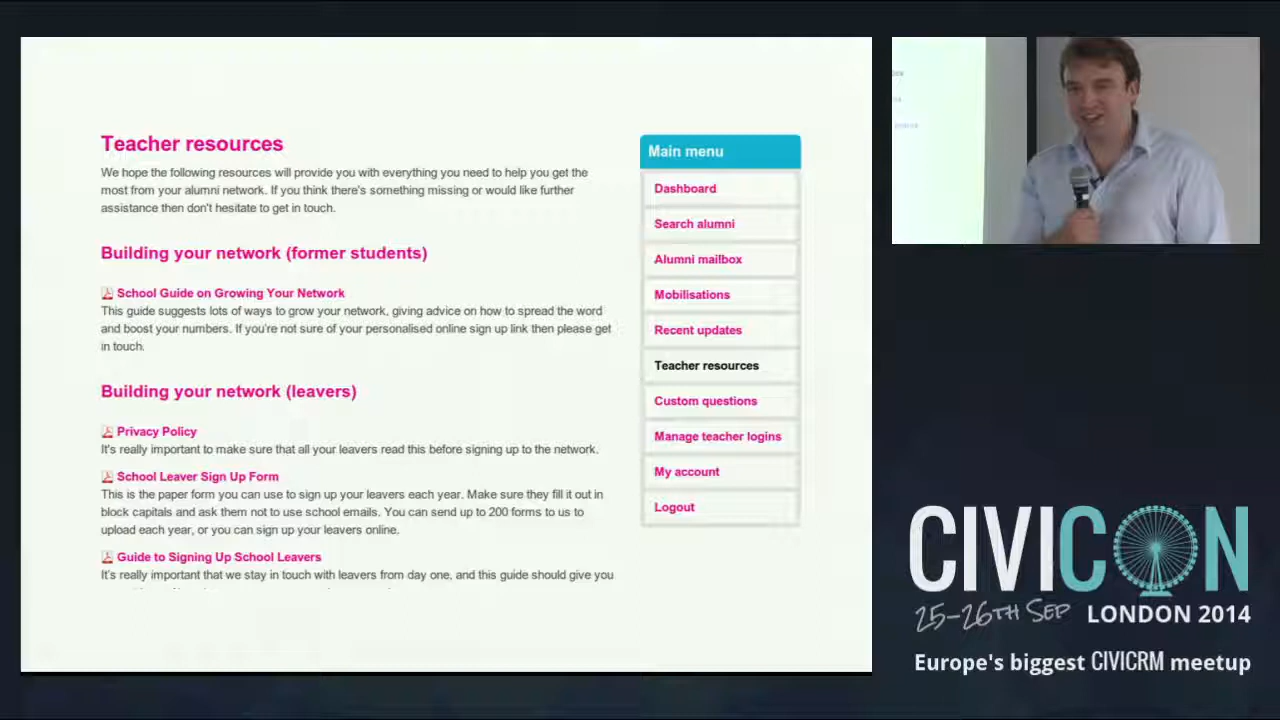 Teacher resources
We hope the following resources will provide you with everything you need to help you get the
most from your alumni network. If you think there's something missing or would like further
assistance then don't hesitate to get in touch.
Building your network (former students)
School Guide on Growing Your Network
This guide suggests lots of ways to grow your network, giving advice on how to spread the word
and boost your numbers. If you're not sure of your personalised online sign up link then please get
in touch.
Building your network (leavers)
Privacy Policy
It's really important to make sure that all your leavers read this before signing up to the network.
School Leaver Sign Up Form
This is the paper form you can use to sign up your leavers each year. Make sure they fill it out in
block capitals and ask them not to use school emails. You can send up to 200 forms to us to
upload each year, or you can sign up your leavers online.
Guide to Signing Up School Leavers
It's really important that we stay in touch with leavers from day one, and this guide should give you
Main menu
Dashboard
Search alumni
Alumni mailbox
Mobilisations
Recent updates
Teacher resources
Custom questions
Manage teacher logins
My account
Logout
CIVICON
25-26TH SEP LONDON 2014
Europe's biggest CIVICRM meetup